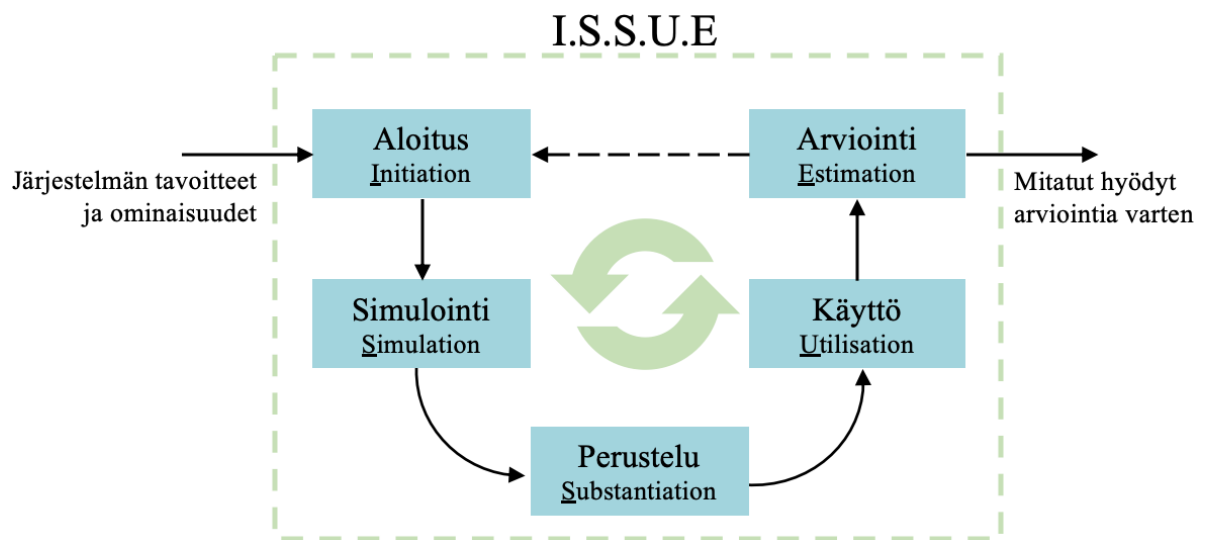 I.S.S.U.E
Aloitus
Initiation
Arviointi
Estimation
Järjestelmän tavoitteet
ja ominaisuudet
Mitatut hyödyt
arviointia varten
Simulointi
Simulation
Käyttö
Utilisation
Perustelu
Substantiation